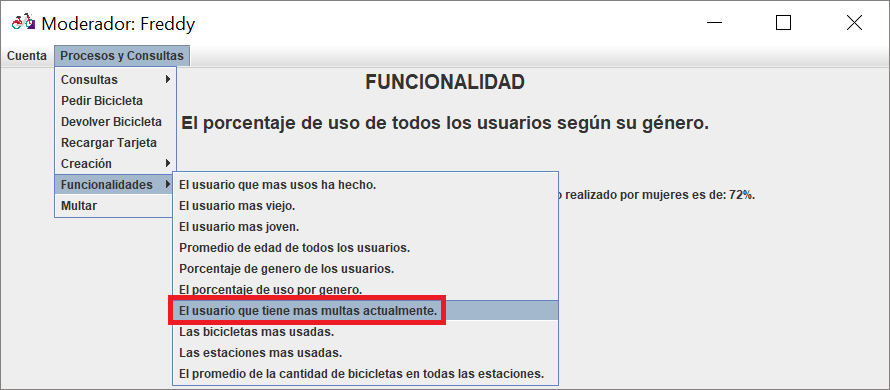 Moderador: Freddy
Cuenta Procesos y Consultas
FUNCIONALIDAD
El porcentaje de uso de todos los usuarios según su género.
realizado por mujeres es de: 72%.
Consultas
Pedir Bicicleta
Devolver Bicicleta
Recargar Tarjeta
Creación
Funcionalidades
Multar
El usuario que mas usos ha hecho.
El usuario mas viejo.
El usuario mas joven.
Promedio de edad de todos los usuarios.
Porcentaje de genero de los usuarios.
El porcentaje de uso por genero.
El usuario que tiene mas multas actualmente.
Las bicicletas mas usadas.
Las estaciones mas usadas.
El promedio de la cantidad de bicicletas en todas las estaciones.